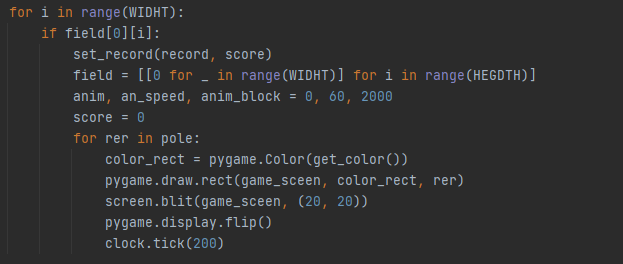 for i in range(WIDHT):
    if field[0][i]:
        set_record(record, score)
        field = [[0 for _ in range(WIDHT)] for i in range(HEGDTH)]
        anim, an_speed, anim_block = 0, 60, 2000
        score = 0
        for rer in pole:
            color_rect = pygame.Color(get_color())
            pygame.draw.rect(game_sceen, color_rect, rer)
            screen.blit(game_sceen, (20, 20))
            pygame.display.flip()
            clock.tick(200)